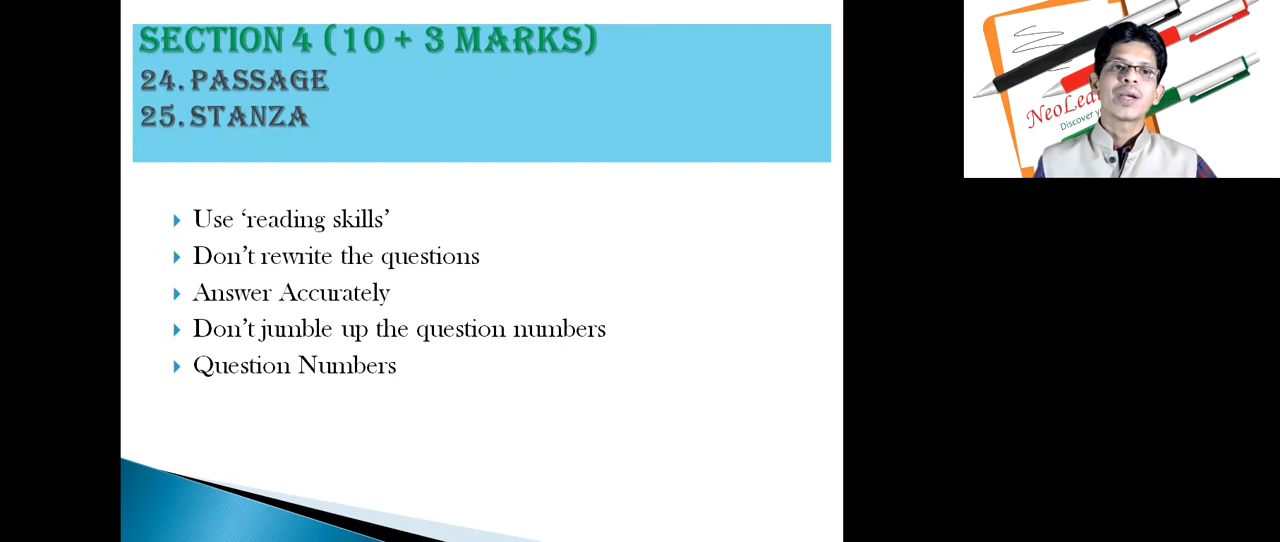 SECTION 4 (10 + 3 MARKS)
24. PASSAGE
25. STANZA
Use ‘reading skills’
Don’t rewrite the questions
Answer Accurately
Don’t jumble up the question numbers
Question Numbers
Discover